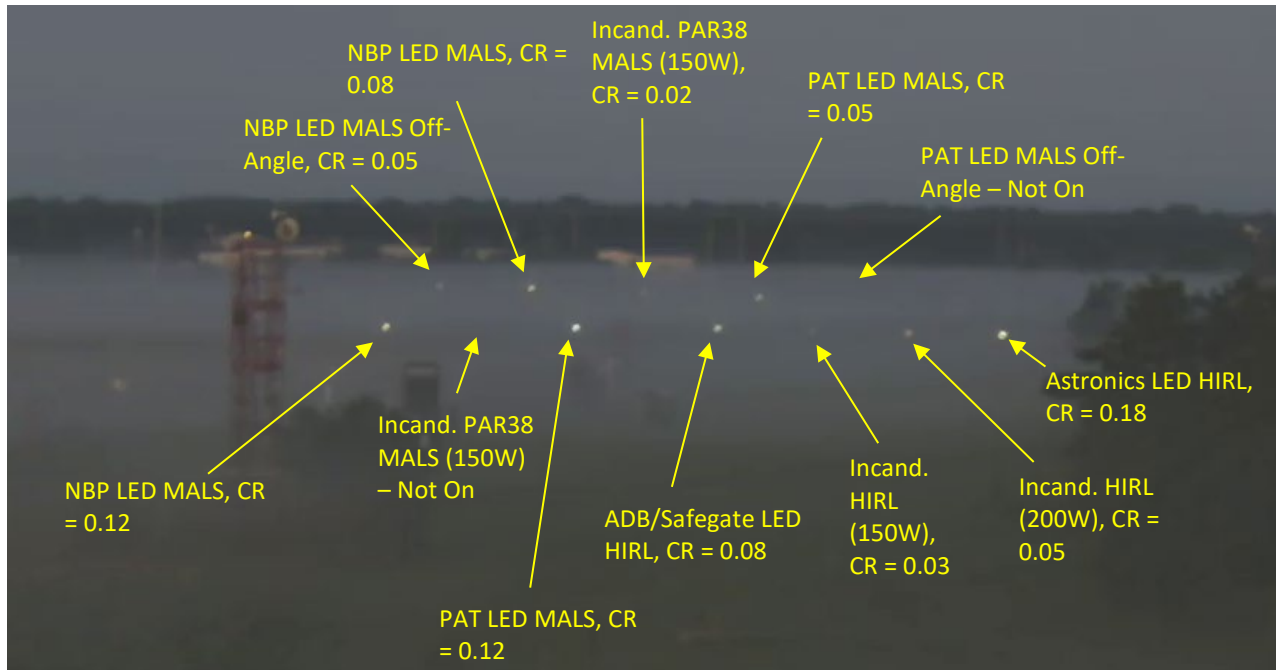 NBP LED MALS, CR =
0.08
Incand. PAR38
MALS (150W),
CR = 0.02
PAT LED MALS, CR
= 0.05
NBP LED MALS Off-
Angle, CR = 0.05
PAT LED MALS Off-
Angle – Not On
NBP LED MALS, CR
= 0.12
Incand. PAR38
MALS (150W)
– Not On
PAT LED MALS, CR
= 0.12
ADB/Safegate LED
HIRL, CR = 0.08
Incand.
HIRL
(150W),
CR = 0.03
Incand. HIRL
(200W), CR =
0.05
Astronics LED HIRL,
CR = 0.18